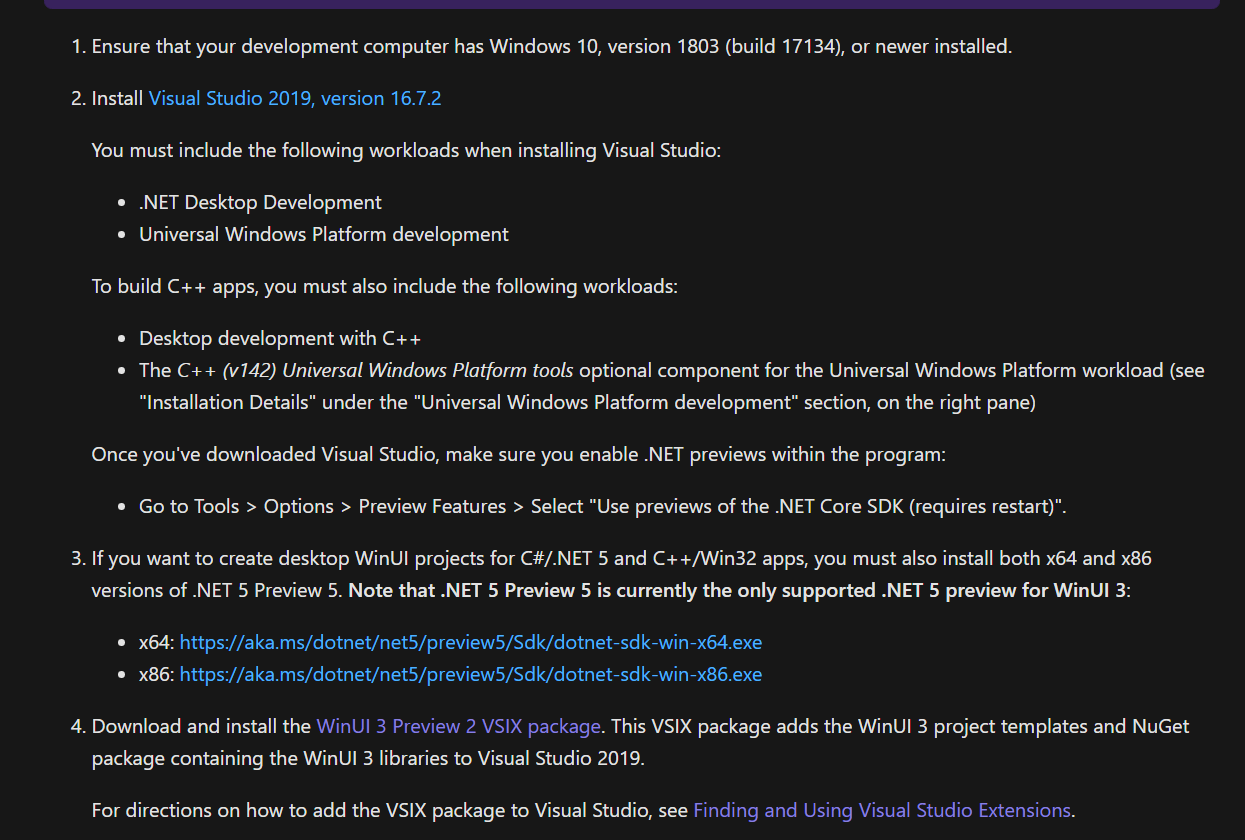 1. Ensure that your development computer has Windows 10, version 1803 (build 17134), or newer installed.
2. Install Visual Studio 2019, version 16.7.2
You must include the following workloads when installing Visual Studio:
• .NET Desktop Development
• Universal Windows Platform development
To build C++ apps, you must also include the following workloads:
• Desktop development with C++
• The C++ (v142) Universal Windows Platform tools optional component for the Universal Windows Platform workload (see
"Installation Details" under the "Universal Windows Platform development" section, on the right pane)
Once you've downloaded Visual Studio, make sure you enable .NET previews within the program:
• Go to Tools > Options > Preview Features > Select "Use previews of the .NET Core SDK (requires restart)".
3. If you want to create desktop WinUI projects for C#/.NET 5 and C++/Win32 apps, you must also install both x64 and x86
versions of .NET 5 Preview 5. Note that .NET 5 Preview 5 is currently the only supported .NET 5 preview for WinUI 3:
• x64: https://aka.ms/dotnet/net5/preview5/Sdk/dotnet-sdk-win-x64.exe
• x86: https://aka.ms/dotnet/net5/preview5/Sdk/dotnet-sdk-win-x86.exe
4. Download and install the WinUI 3 Preview 2 VSIX package. This VSIX package adds the WinUI 3 project templates and NuGet
package containing the WinUI 3 libraries to Visual Studio 2019.
For directions on how to add the VSIX package to Visual Studio, see Finding and Using Visual Studio Extensions.